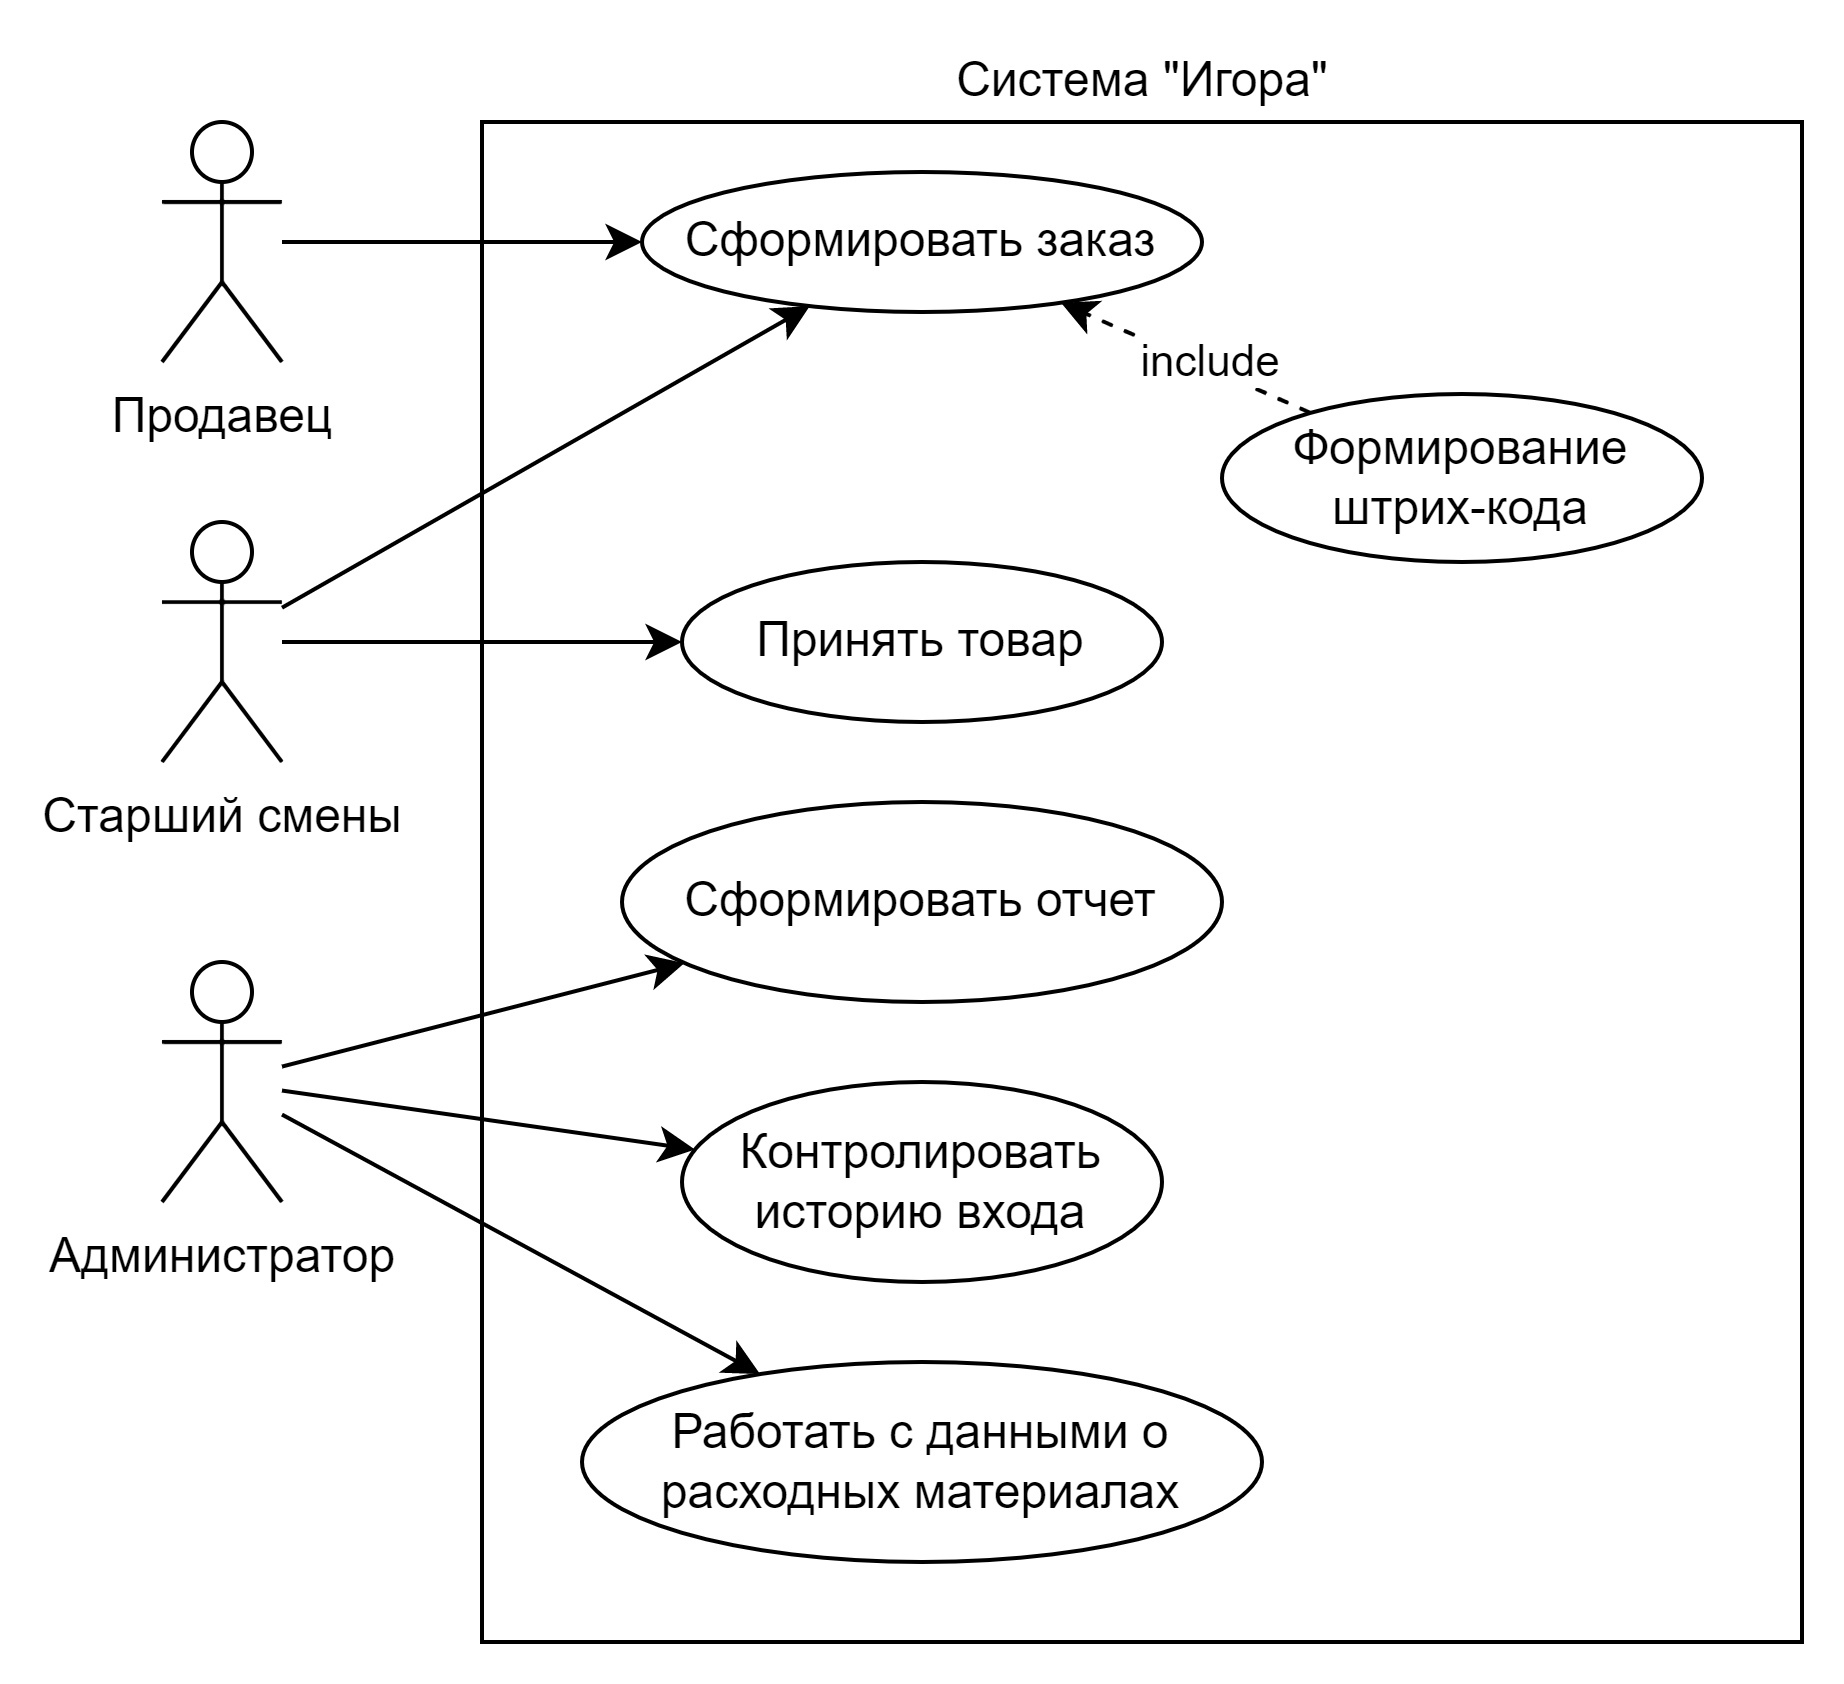 Система "Игора"
Сформировать заказ
include
Продавец
Формирование
штрих-кода
Принять товар
Старший смены
Сформировать отчет
Контролировать
историю входа
Администратор
Работать с данными о
расходных материалах